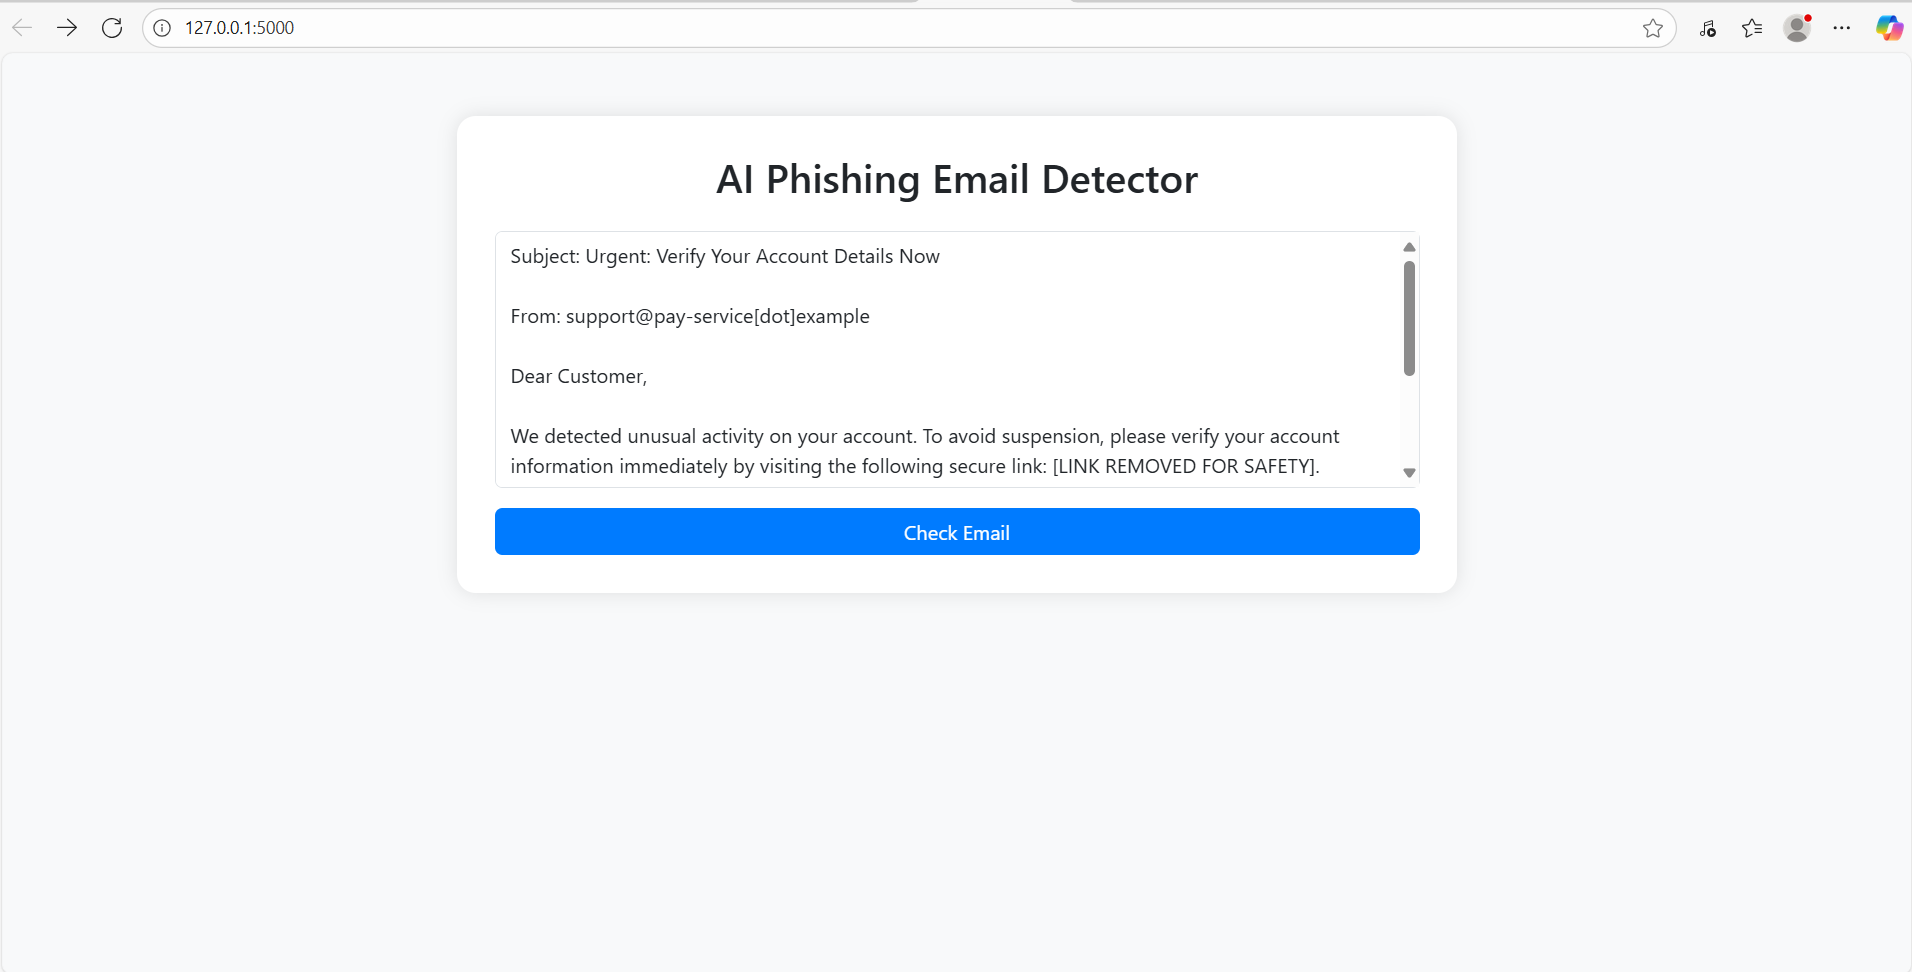 127.0.0.1:5000
AI Phishing Email Detector
Subject: Urgent: Verify Your Account Details Now
From: support@pay-service[dot]example
Dear Customer,
We detected unusual activity on your account. To avoid suspension, please verify your account
information immediately by visiting the following secure link: [LINK REMOVED FOR SAFETY].
Check Email